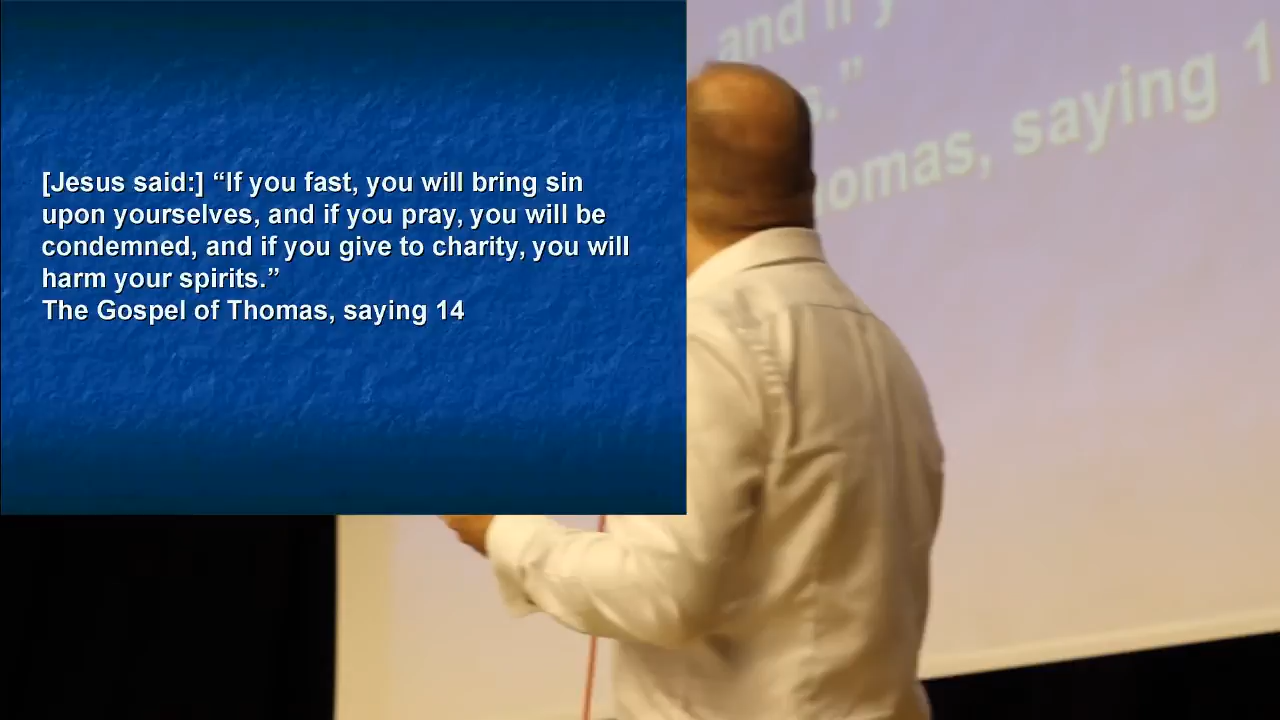 [Jesus said:] “If you fast, you will bring sin
upon yourselves, and if you pray, you will be
condemned, and if you give to charity, you will
harm your spirits.”
The Gospel of Thomas, saying 14
and if y
s.”
homas, saying 1